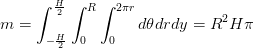 m = \int_{-\frac{H}{2}}^{\frac{H}{2}} \int_{0}^{R} \int_{0}^{2\pi r} d\theta dr dy = R^2 H \pi